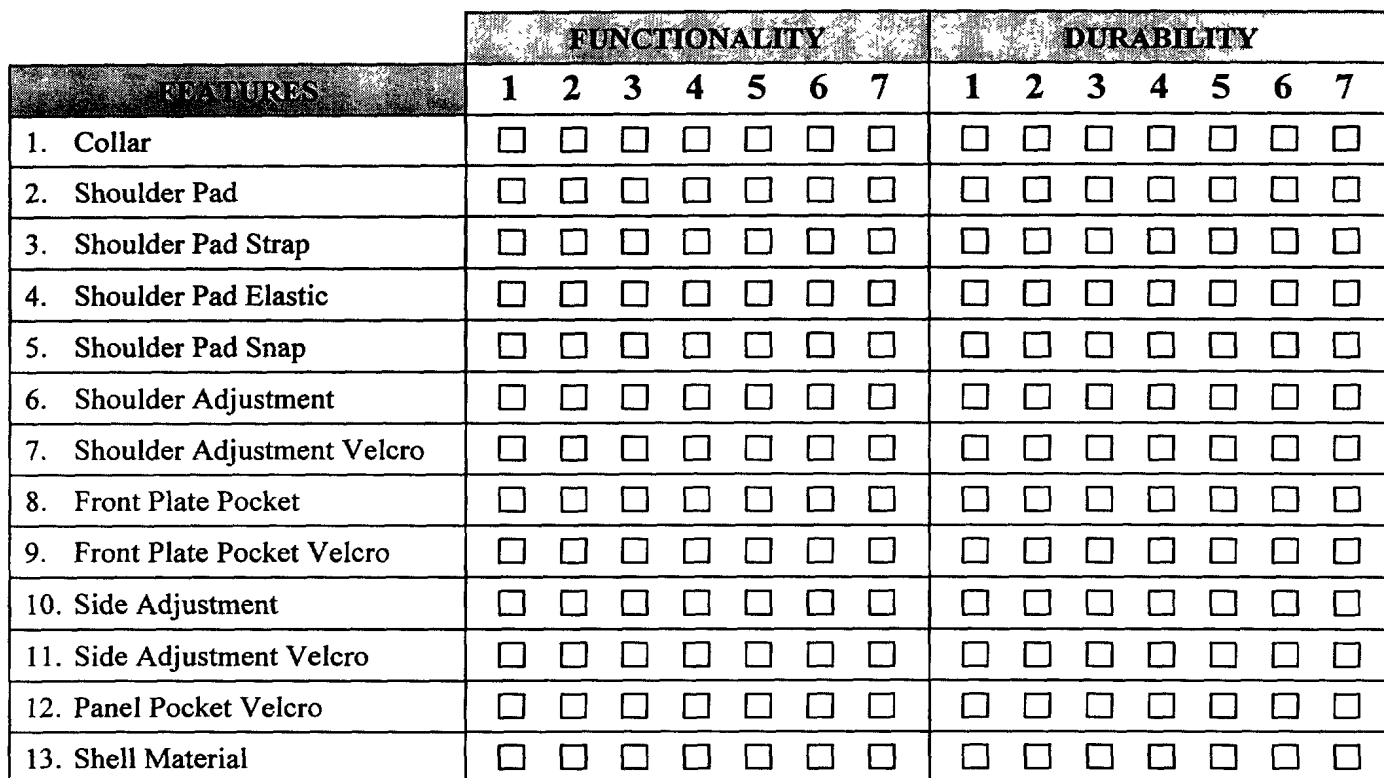 FUNCTIONALITY DURABILITY
FEATURES 1 2 3 4 5 6 7 1 2 3 4 5 6 7
1. Collar
2. Shoulder Pad
3. Shoulder Pad Strap
4. Shoulder Pad Elastic
5. Shoulder Pad Snap
6. Shoulder Adjustment
7. Shoulder Adjustment Velcro
8. Front Plate Pocket
9. Front Plate Pocket Velcro
10. Side Adjustment
11. Side Adjustment Velcro
12. Panel Pocket Velcro
13. Shell Material